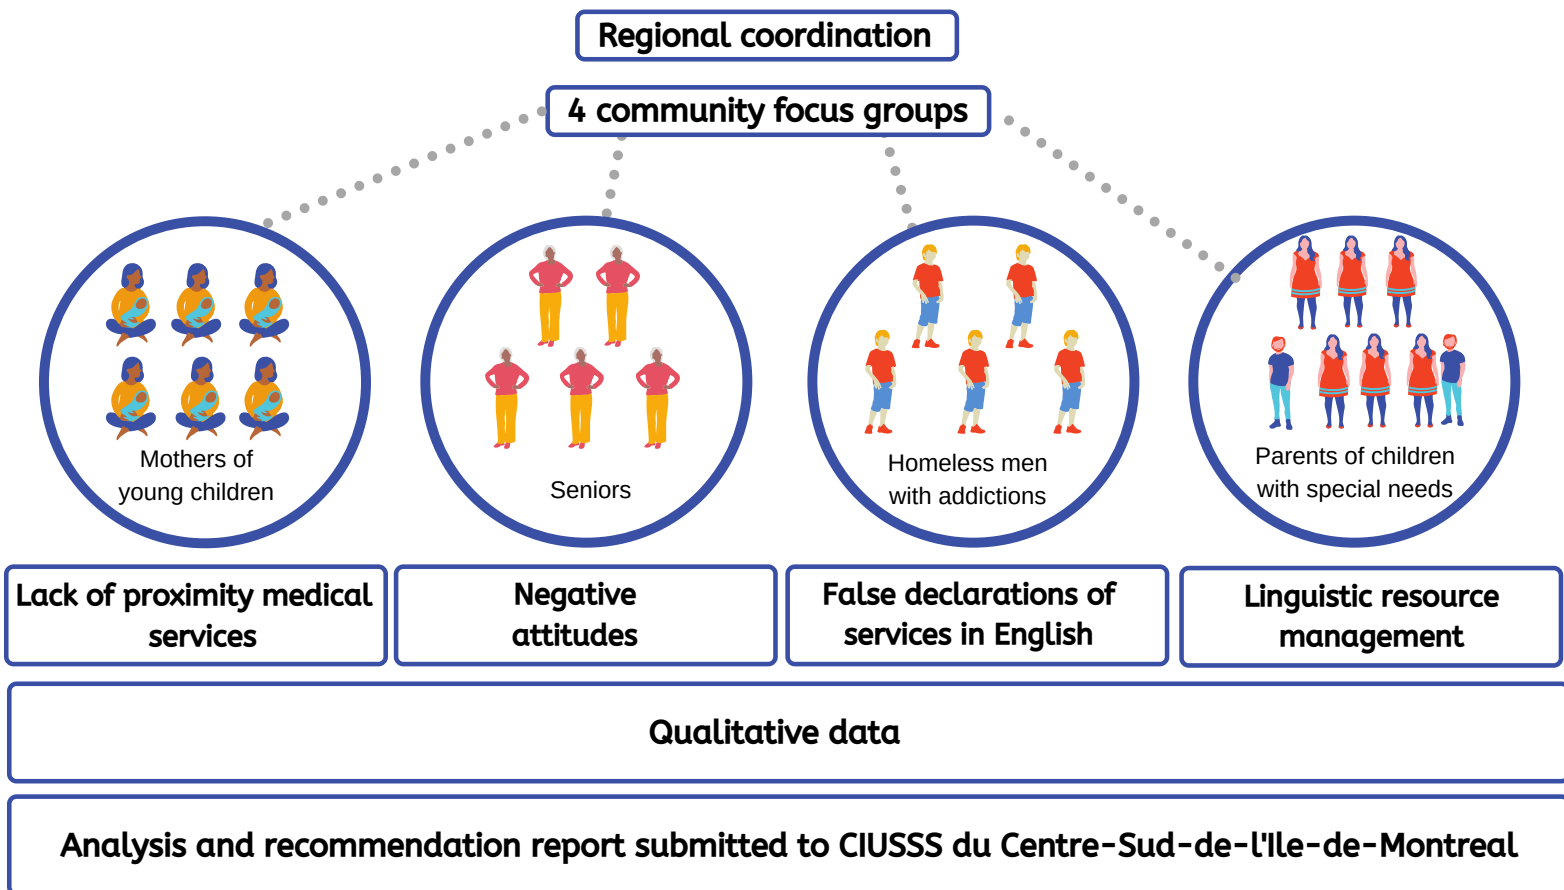 Regional coordination
4 community focus groups
Mothers of
young children
Seniors
Homeless men
with addictions
Parents of children
with special needs
Lack of proximity medical
services
Negative
attitudes
False declarations of
services in English
Linguistic resource
management
Qualitative data
Analysis and recommendation report submitted to CIUSSS du Centre-Sud-de-l'Ile-de-Montreal